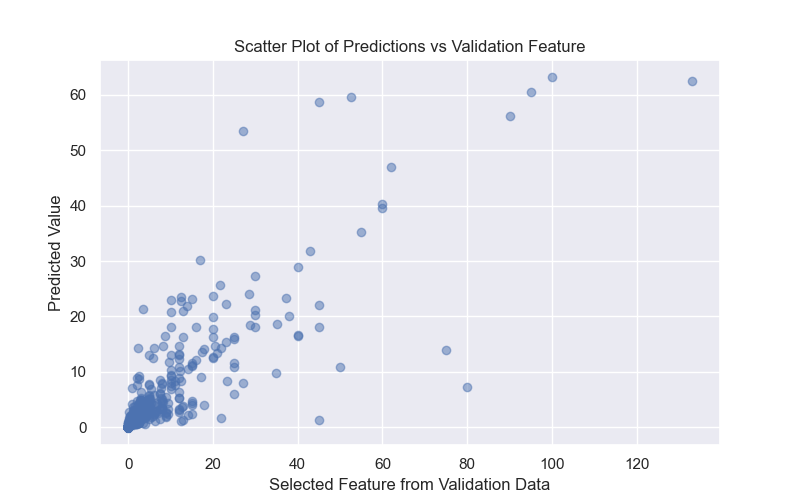 Scatter Plot of Predictions vs Validation Feature
60
50
40
30
20
10
0
Predicted Value
0 20 40 60 80 100 120
Selected Feature from Validation Data